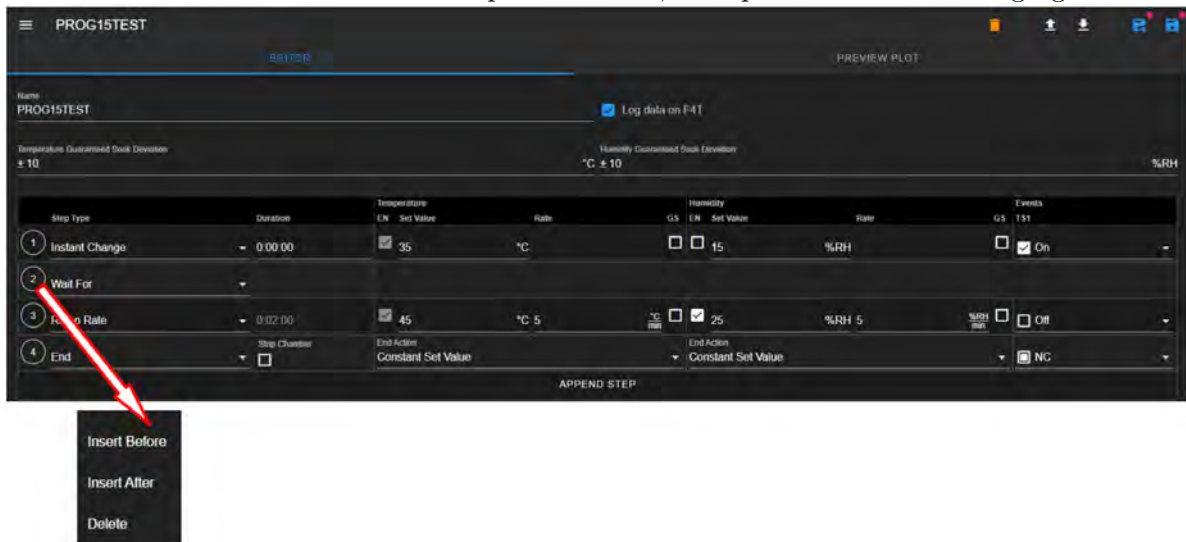 PROG15TEST
EDITOR PREVIEW PLOT
Name
PROG15TEST Log data on F4T
Temperature Guaranteed Soak Deviation Humidity Guaranteed Soak Deviation
± 10 °C ± 10 %RH
Temperature Humidity Events
Step Type Duration EN Set Value Rate GS EN Set Value Rate GS TS1
1 Instant Change 0:00:00 35 °C 15 %RH On
2 Wait For
3 Rate 0:02:00 45 °C 5 °C/min 25 %RH 5 %RH/min Off
Stop Chamber End Action End Action
4 End Constant Set Value Constant Set Value NC
APPEND STEP
Insert Before
Insert After
Delete